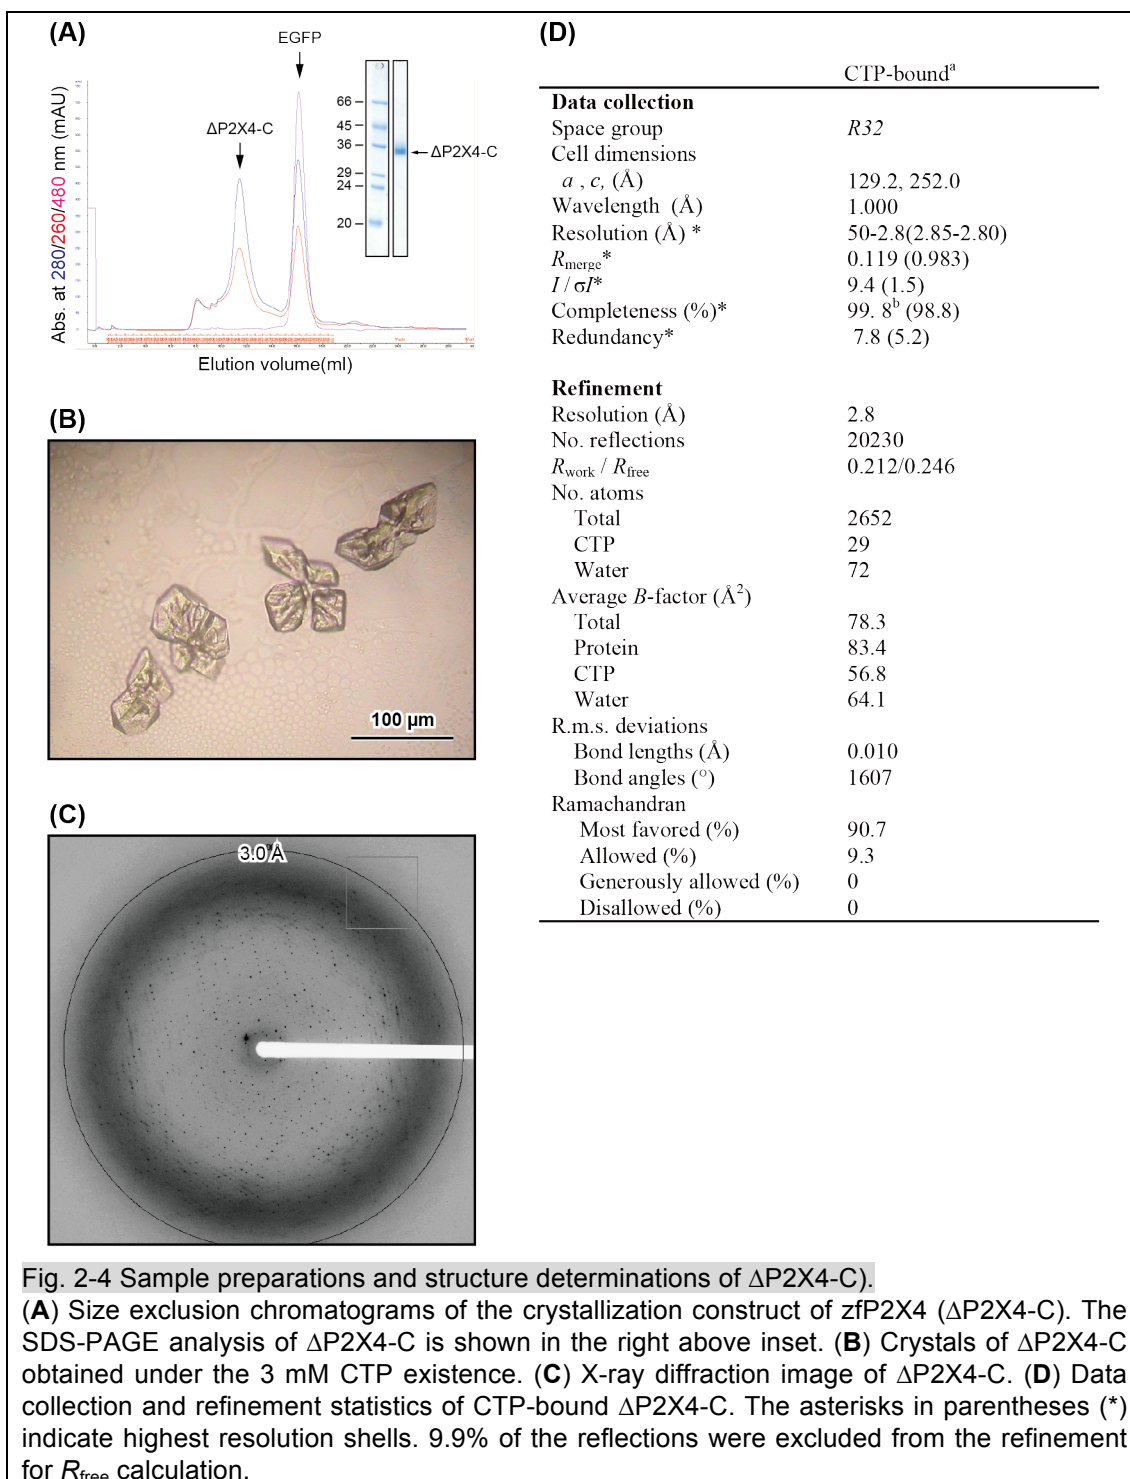 (A)
EGFP
ΔP2X4-C
Abs. at 280/260/480 nm (mAU)
Elution volume(ml)
66
45
36
29
24
20
ΔP2X4-C
(B)
100 µm
(C)
3.0 Å
(D)
CTP-boundᵃ
Data collection
Space group R32
Cell dimensions
a , c, (Å) 129.2, 252.0
Wavelength (Å) 1.000
Resolution (Å) * 50-2.8(2.85-2.80)
Rmerge* 0.119 (0.983)
I / σI* 9.4 (1.5)
Completeness (%)* 99. 8ᵇ (98.8)
Redundancy* 7.8 (5.2)
Refinement
Resolution (Å) 2.8
No. reflections 20230
Rwork / Rfree 0.212/0.246
No. atoms
Total 2652
CTP 29
Water 72
Average B-factor (Å²)
Total 78.3
Protein 83.4
CTP 56.8
Water 64.1
R.m.s. deviations
Bond lengths (Å) 0.010
Bond angles (°) 1607
Ramachandran
Most favored (%) 90.7
Allowed (%) 9.3
Generously allowed (%) 0
Disallowed (%) 0
Fig. 2-4 Sample preparations and structure determinations of ΔP2X4-C).
(A) Size exclusion chromatograms of the crystallization construct of zfP2X4 (ΔP2X4-C). The
SDS-PAGE analysis of ΔP2X4-C is shown in the right above inset. (B) Crystals of ΔP2X4-C
obtained under the 3 mM CTP existence. (C) X-ray diffraction image of ΔP2X4-C. (D) Data
collection and refinement statistics of CTP-bound ΔP2X4-C. The asterisks in parentheses (*)
indicate highest resolution shells. 9.9% of the reflections were excluded from the refinement
for Rfree calculation.